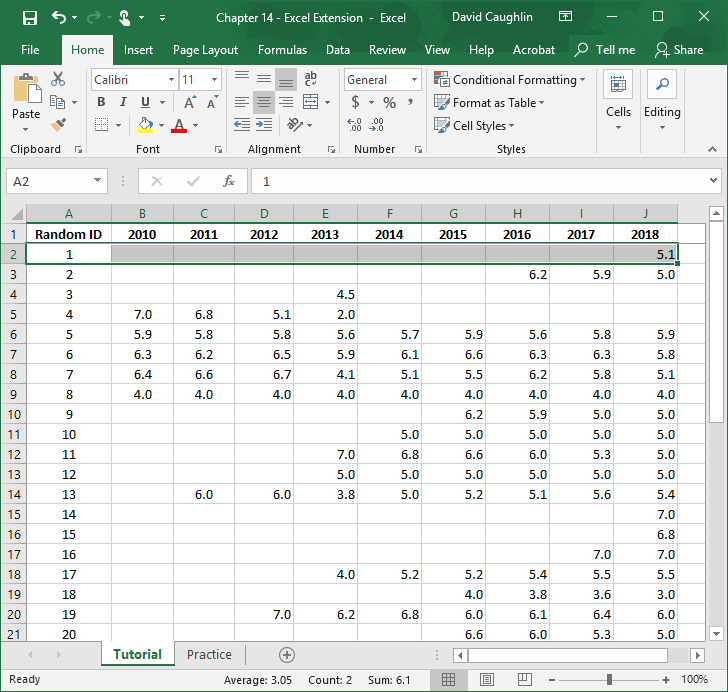 Chapter 14 - Excel Extension - Excel David Caughlin
File Home Insert Page Layout Formulas Data Review View Help Acrobat Tell me Share
Paste
Calibri 11
B I U A A
A
ab
c
General
$ % ,
.00 .0
.0 .00
Conditional Formatting
Format as Table
Cell Styles
Cells
Editing
Clipboard Font Alignment Number Styles
A2 fx 1
A B C D E F G H I J
1 Random ID 2010 2011 2012 2013 2014 2015 2016 2017 2018
2 1 5.1
3 2 6.2 5.9 5.0
4 3 4.5
5 4 7.0 6.8 5.1 2.0
6 5 5.9 5.8 5.8 5.6 5.7 5.9 5.6 5.8 5.9
7 6 6.3 6.2 6.5 5.9 6.1 6.6 6.3 6.3 5.8
8 7 6.4 6.6 6.7 4.1 5.1 5.5 6.2 5.8 5.1
9 8 4.0 4.0 4.0 4.0 4.0 4.0 4.0 4.0 4.0
10 9 6.2 5.9 5.0 5.0
11 10 5.0 5.0 5.0 5.0 5.0
12 11 7.0 6.8 6.6 6.0 5.3 5.0
13 12 5.0 5.0 5.0 5.0 5.0 5.0
14 13 6.0 6.0 3.8 5.0 5.2 5.1 5.6 5.4
15 14 7.0
16 15 6.8
17 16 7.0 7.0
18 17 4.0 5.2 5.2 5.4 5.5 5.5
19 18 4.0 3.8 3.6 3.0
20 19 7.0 6.2 6.8 6.0 6.1 6.4 6.0
21 20 6.6 6.0 5.3 5.0
Tutorial Practice
Ready Average: 3.05 Count: 2 Sum: 6.1 100%